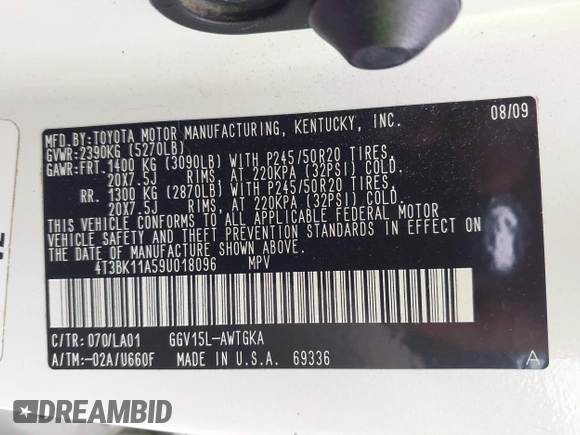 08/09
MFD.BY:TOYOTA MOTOR MANUFACTURING, KENTUCKY, INC.
GVWR:2390KG (5270LB)
GAWR:FRT.1400 KG (3090LB) WITH P245/50R20 TIRES,
20X7.5J RIMS, AT 220KPA (32PSI) COLD.
RR. 1300 KG (2870LB) WITH P245/50R20 TIRES,
20X7.5J RIMS, AT 220KPA (32PSI) COLD.
THIS VEHICLE CONFORMS TO ALL APPLICABLE FEDERAL MOTOR
VEHICLE SAFETY AND THEFT PREVENTION STANDARDS IN EFFECT ON
THE DATE OF MANUFACTURE SHOWN ABOVE.
4T3BK11A59U018096 MPV
C/TR: 070/LA01 GGV15L-AWTGKA
A/TM:-02A/U660F MADE IN U.S.A. 69336
A
DREAMBID